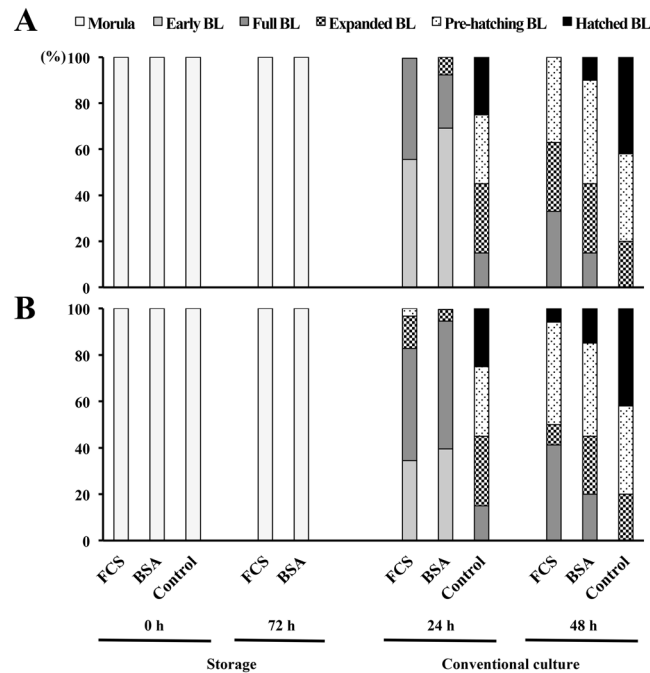 A
Morula Early BL Full BL Expanded BL Pre-hatching BL Hatched BL
(%)
100
80
60
40
20
0
B
100
80
60
40
20
0
FCS BSA Control FCS BSA FCS BSA Control FCS BSA Control
0 h 72 h 24 h 48 h
Storage Conventional culture